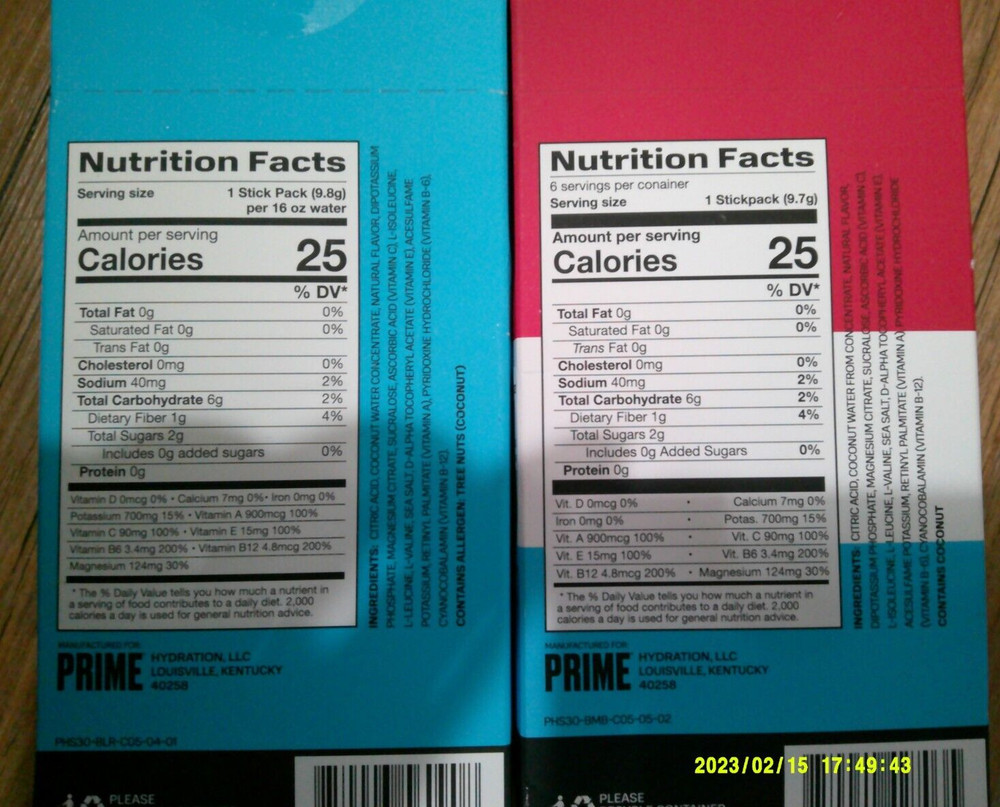 Nutrition Facts
Serving size 1 Stick Pack (9.8g)
per 16 oz water
Amount per serving
Calories 25
% DV*
Total Fat 0g 0%
Saturated Fat 0g 0%
Trans Fat 0g
Cholesterol 0mg 0%
Sodium 40mg 2%
Total Carbohydrate 6g 2%
Dietary Fiber 1g 4%
Total Sugars 2g
Includes 0g added sugars 0%
Protein 0g
Vitamin D 0mcg 0% • Calcium 7mg 0% • Iron 0mg 0%
Potassium 700mg 15% • Vitamin A 900mcg 100%
Vitamin C 90mg 100% • Vitamin E 15mg 100%
Vitamin B6 3.4mg 200% • Vitamin B12 4.8mcg 200%
Magnesium 124mg 30%
* The % Daily Value tells you how much a nutrient in
a serving of food contributes to a daily diet. 2,000
calories a day is used for general nutrition advice.
INGREDIENTS: CITRIC ACID, COCONUT WATER CONCENTRATE, NATURAL FLAVOR, DIPOTASSIUM
PHOSPHATE, MAGNESIUM CITRATE, SUCRALOSE, ASCORBIC ACID (VITAMIN C), L-ISOLEUCINE,
L-LEUCINE, L-VALINE, SEA SALT, D-ALPHA TOCOPHERYL ACETATE (VITAMIN E), ACESULFAME
POTASSIUM, RETINYL PALMITATE (VITAMIN A), PYRIDOXINE HYDROCHLORIDE (VITAMIN B-6),
CYANOCOBALAMIN (VITAMIN B-12).
CONTAINS ALLERGEN: TREE NUTS (COCONUT)
MANUFACTURED FOR:
PRIME HYDRATION, LLC
LOUISVILLE, KENTUCKY
40258
PHS30-BLR-C05-04-01
PLEASE
Nutrition Facts
6 servings per conainer
Serving size 1 Stickpack (9.7g)
Amount per serving
Calories 25
% DV*
Total Fat 0g 0%
Saturated Fat 0g 0%
Trans Fat 0g
Cholesterol 0mg 0%
Sodium 40mg 2%
Total Carbohydrate 6g 2%
Dietary Fiber 1g 4%
Total Sugars 2g
Includes 0g Added Sugars 0%
Protein 0g
Vit. D 0mcg 0% • Calcium 7mg 0%
Iron 0mg 0% • Potas. 700mg 15%
Vit. A 900mcg 100% • Vit. C 90mg 100%
Vit. E 15mg 100% • Vit. B6 3.4mg 200%
Vit. B12 4.8mcg 200% • Magnesium 124mg 30%
* The % Daily Value tells you how much a nutrient in
a serving of food contributes to a daily diet. 2,000
calories a day is used for general nutrition advice.
INGREDIENTS: CITRIC ACID, COCONUT WATER FROM CONCENTRATE, NATURAL FLAVOR,
DIPOTASSIUM PHOSPHATE, MAGNESIUM CITRATE, SUCRALOSE, ASCORBIC ACID (VITAMIN C),
L-ISOLEUCINE, L-LEUCINE, L-VALINE, SEA SALT, D-ALPHA TOCOPHERYL ACETATE (VITAMIN E),
ACESULFAME POTASSIUM, RETINYL PALMITATE (VITAMIN A), PYRIDOXINE HYDROCHLORIDE
(VITAMIN B-6), CYANOCOBALAMIN (VITAMIN B-12).
CONTAINS COCONUT
MANUFACTURED FOR:
PRIME HYDRATION, LLC
LOUISVILLE, KENTUCKY
40258
PHS30-BMB-C05-05-02
PLEASE
2023/02/15 17:49:43